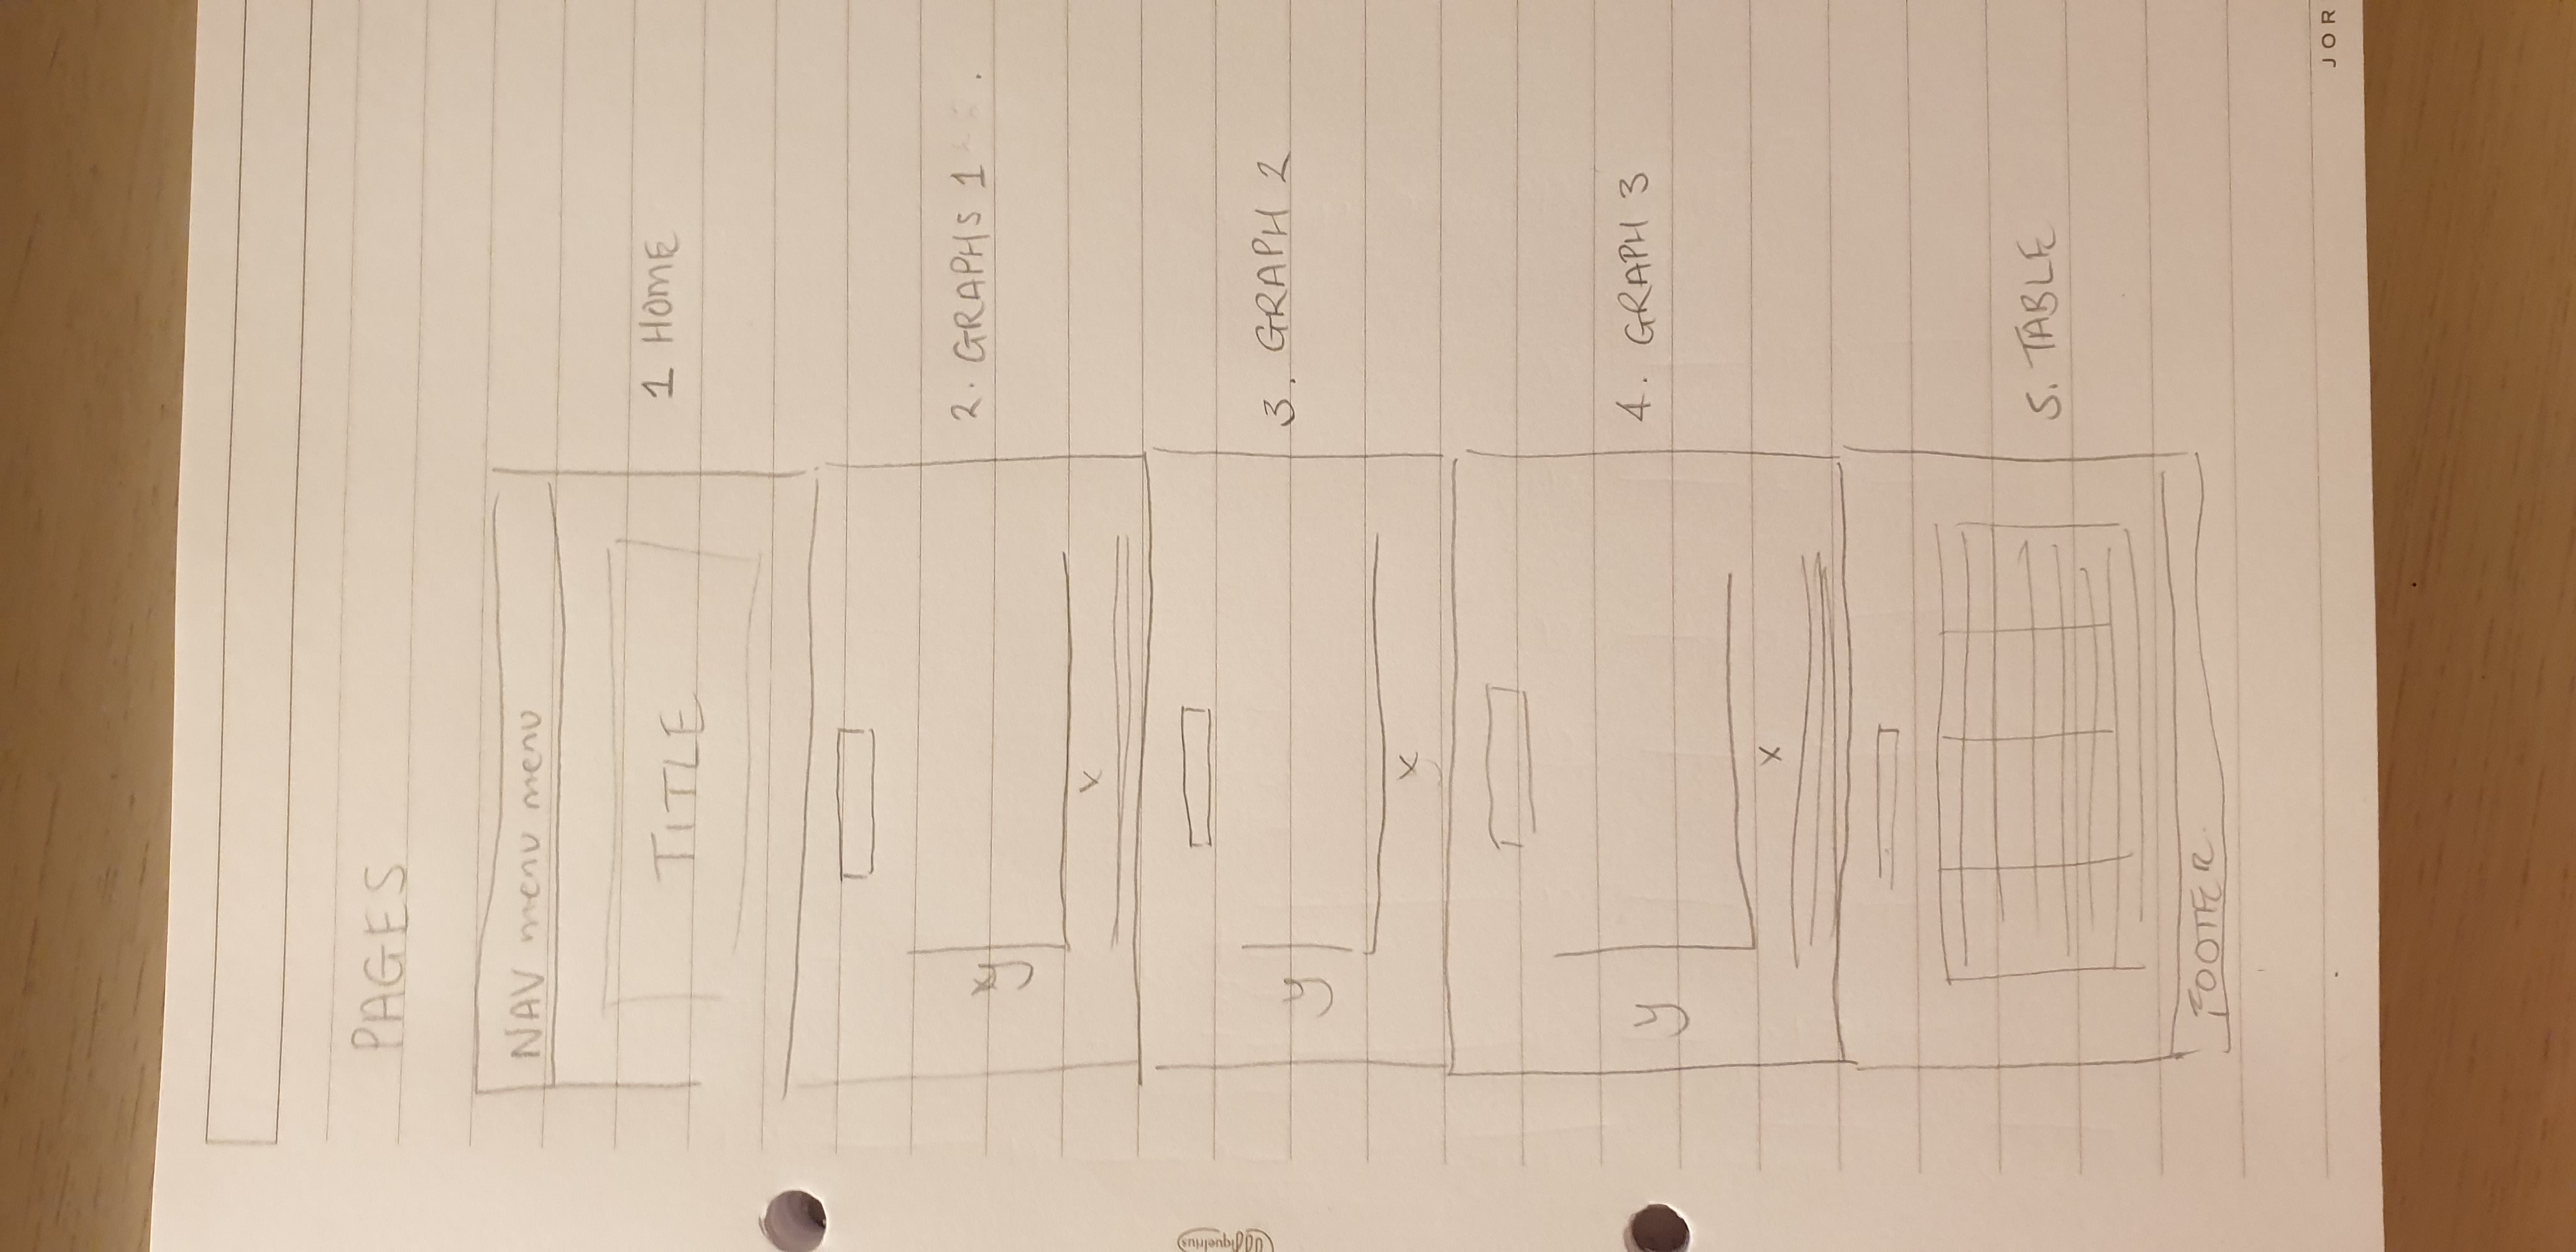 PAGES
NAV menu menu
TITLE
1 HOME
y
x
2. GRAPHS 1
y
x
3. GRAPH 2
y
x
4. GRAPH 3
5. TABLE
FOOTER
miquelrius
JOR